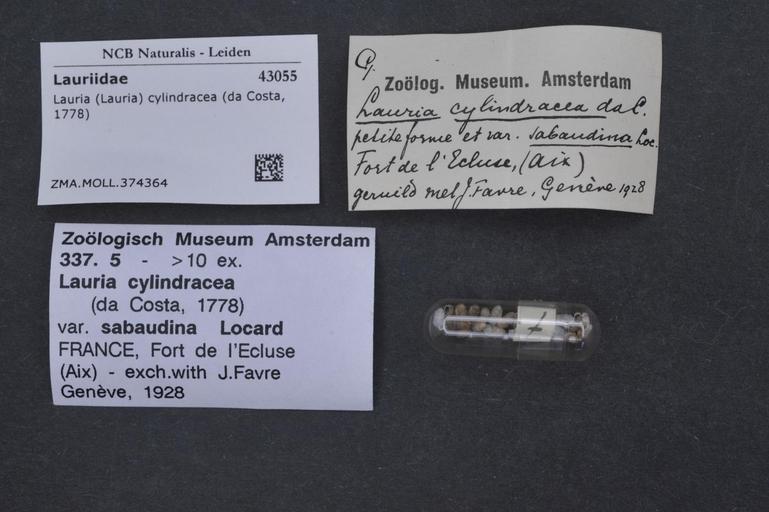 NCB Naturalis - Leiden
Lauriidae 43055
Lauria (Lauria) cylindracea (da Costa,
1778)
ZMA.MOLL.374364
Zoölog. Museum. Amsterdam
Lauria cylindracea da C.
petite forme et var. sabaudina Loc.
Fort de l'Ecluse, (Aix)
geruild met J. Favre, Genève 1928
Zoölogisch Museum Amsterdam
337. 5 - >10 ex.
Lauria cylindracea
(da Costa, 1778)
var. sabaudina Locard
FRANCE, Fort de l'Ecluse
(Aix) - exch.with J.Favre
Genève, 1928